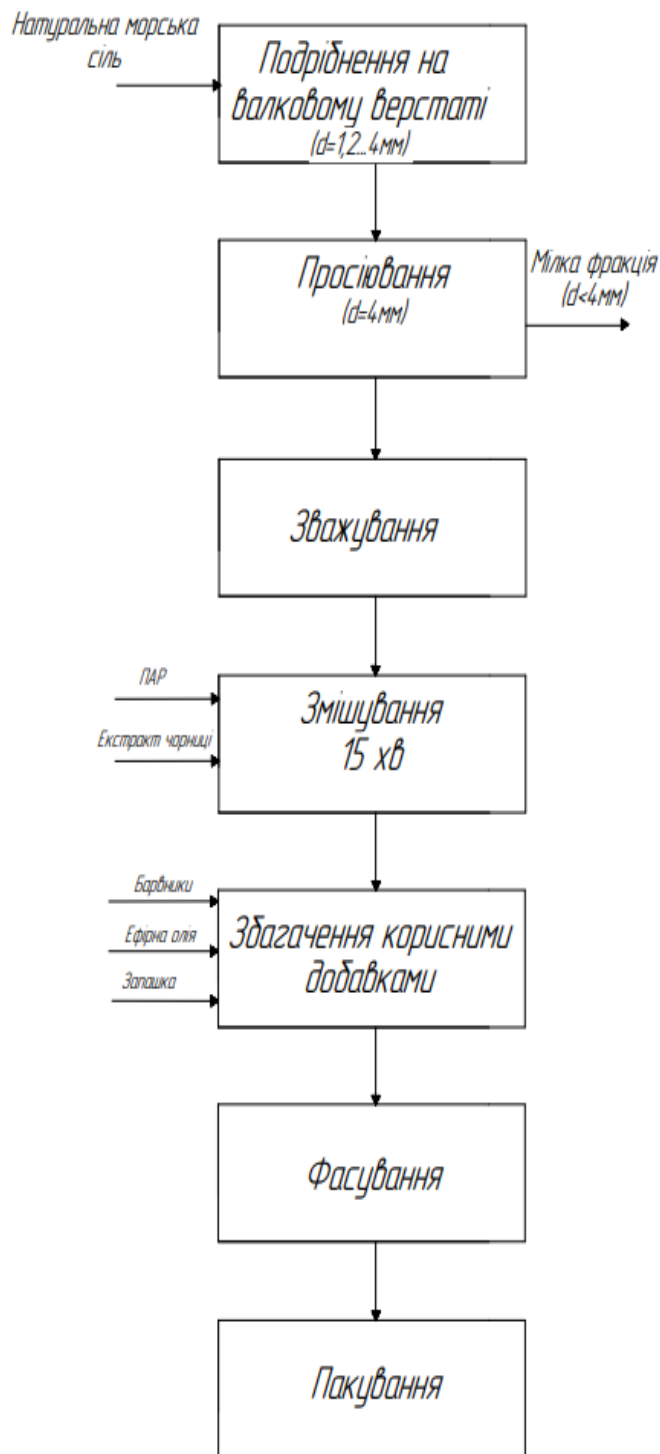 Натуральна морська
сіль
Подрібнення на
валковому верстаті
(d=1,2...4мм)
Просіювання
(d=4мм)
Мілка фракція
(d<4мм)
Зважування
ПАР
Екстракт чорниці
Змішування
15 хв
Барвники
Ефірна олія
Запашка
Збагачення корисними
добавками
Фасування
Пакування